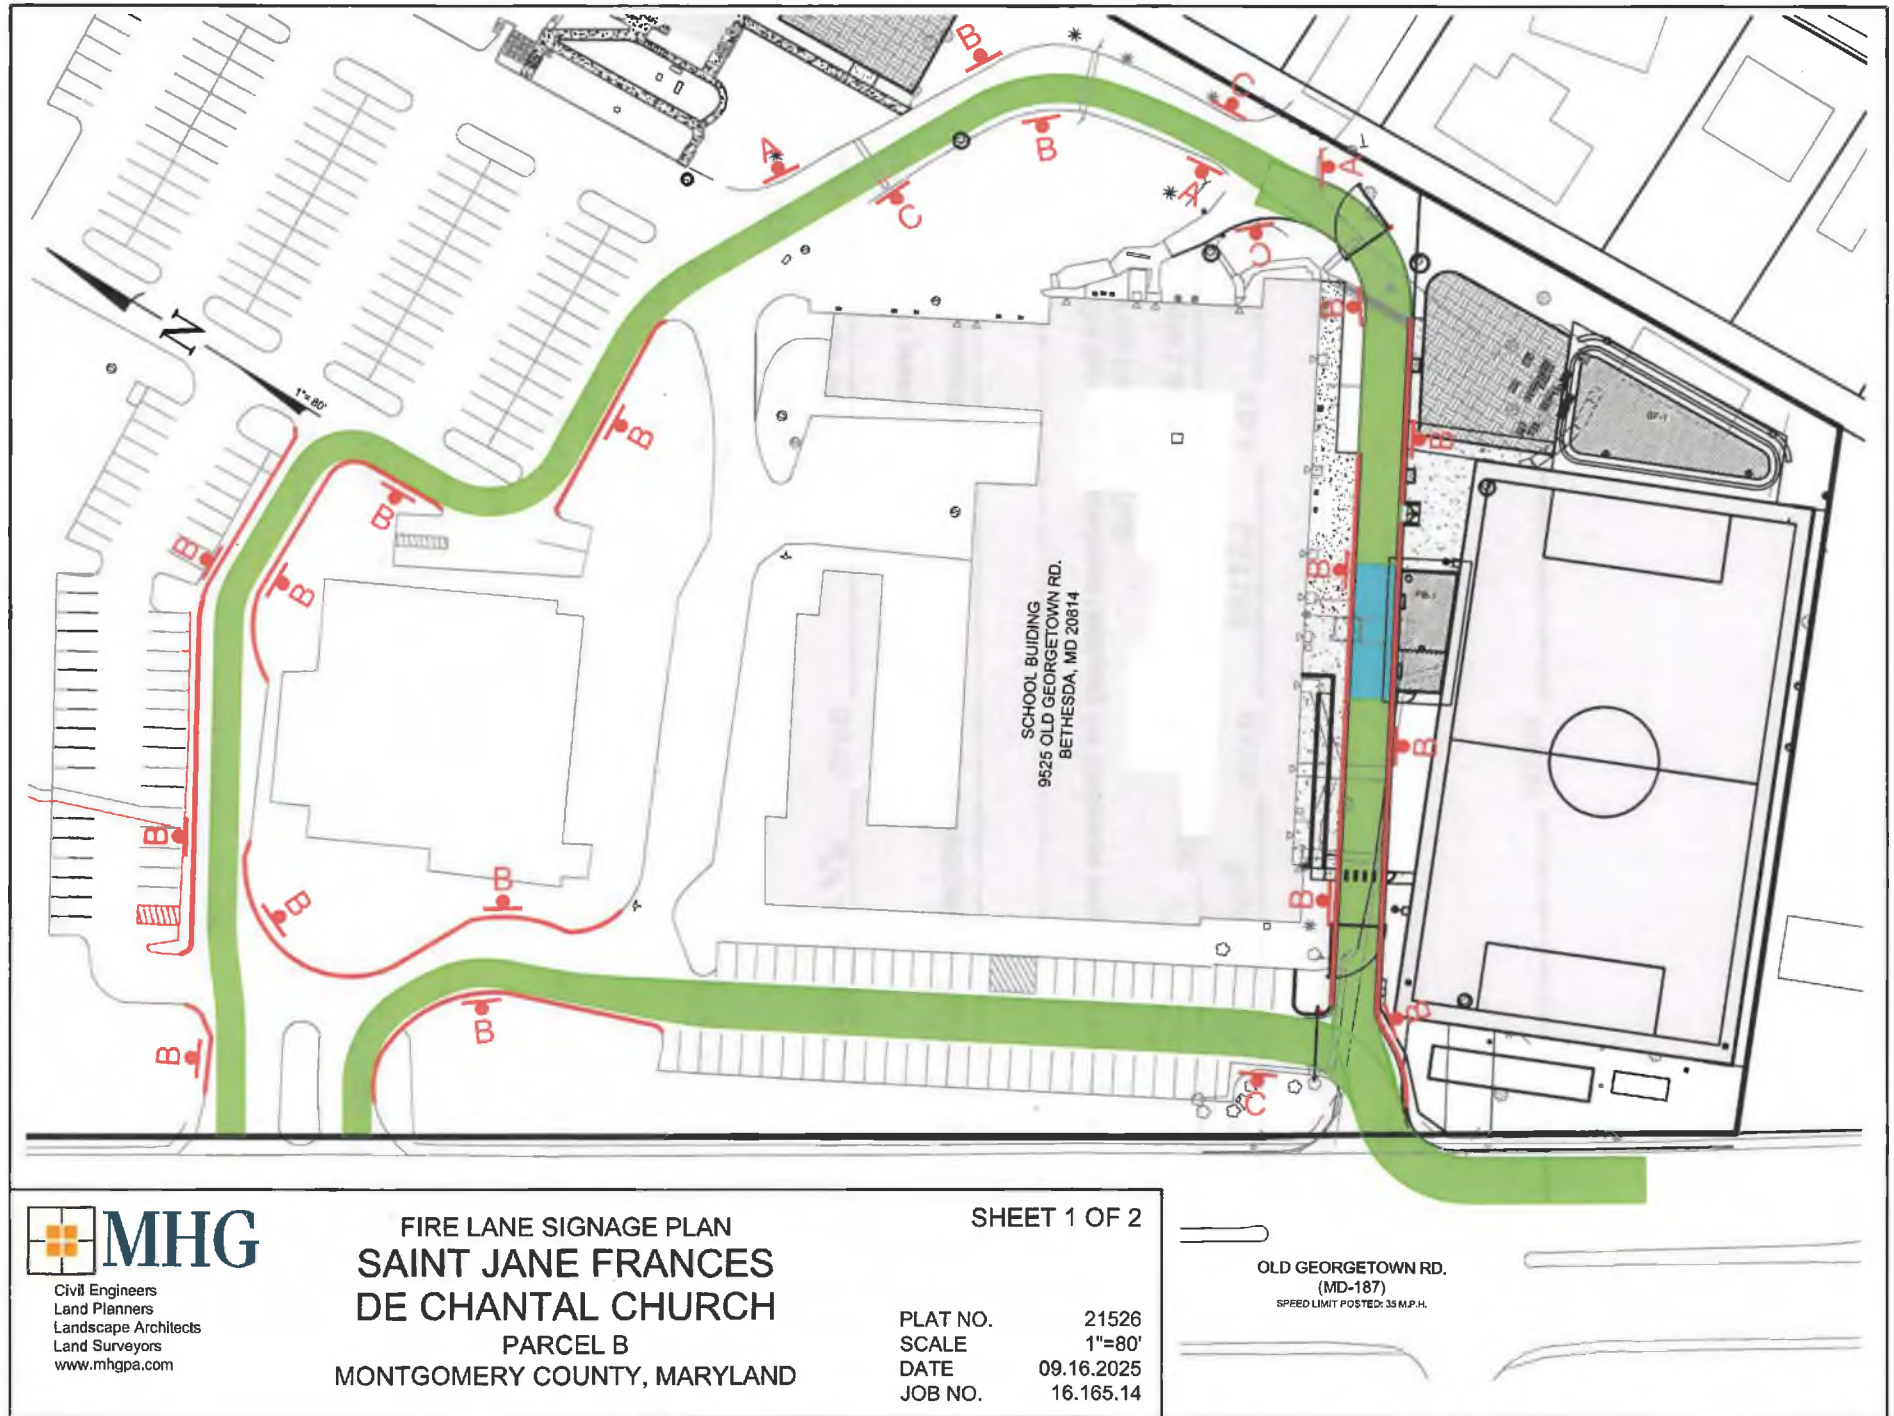 B
C
A
B
A
A
C
C
B
N
1"= 80'
B
B
B
B
B
GF-1
B
SCHOOL BUIDING
9525 OLD GEORGETOWN RD.
BETHESDA, MD 20814
B
B
B
B
B
B
B
B
B
C
MHG
Civil Engineers
Land Planners
Landscape Architects
Land Surveyors
www.mhgpa.com
FIRE LANE SIGNAGE PLAN
SAINT JANE FRANCES
DE CHANTAL CHURCH
PARCEL B
MONTGOMERY COUNTY, MARYLAND
SHEET 1 OF 2
PLAT NO. 21526
SCALE 1"=80'
DATE 09.16.2025
JOB NO. 16.165.14
OLD GEORGETOWN RD.
(MD-187)
SPEED LIMIT POSTED: 35 M.P.H.